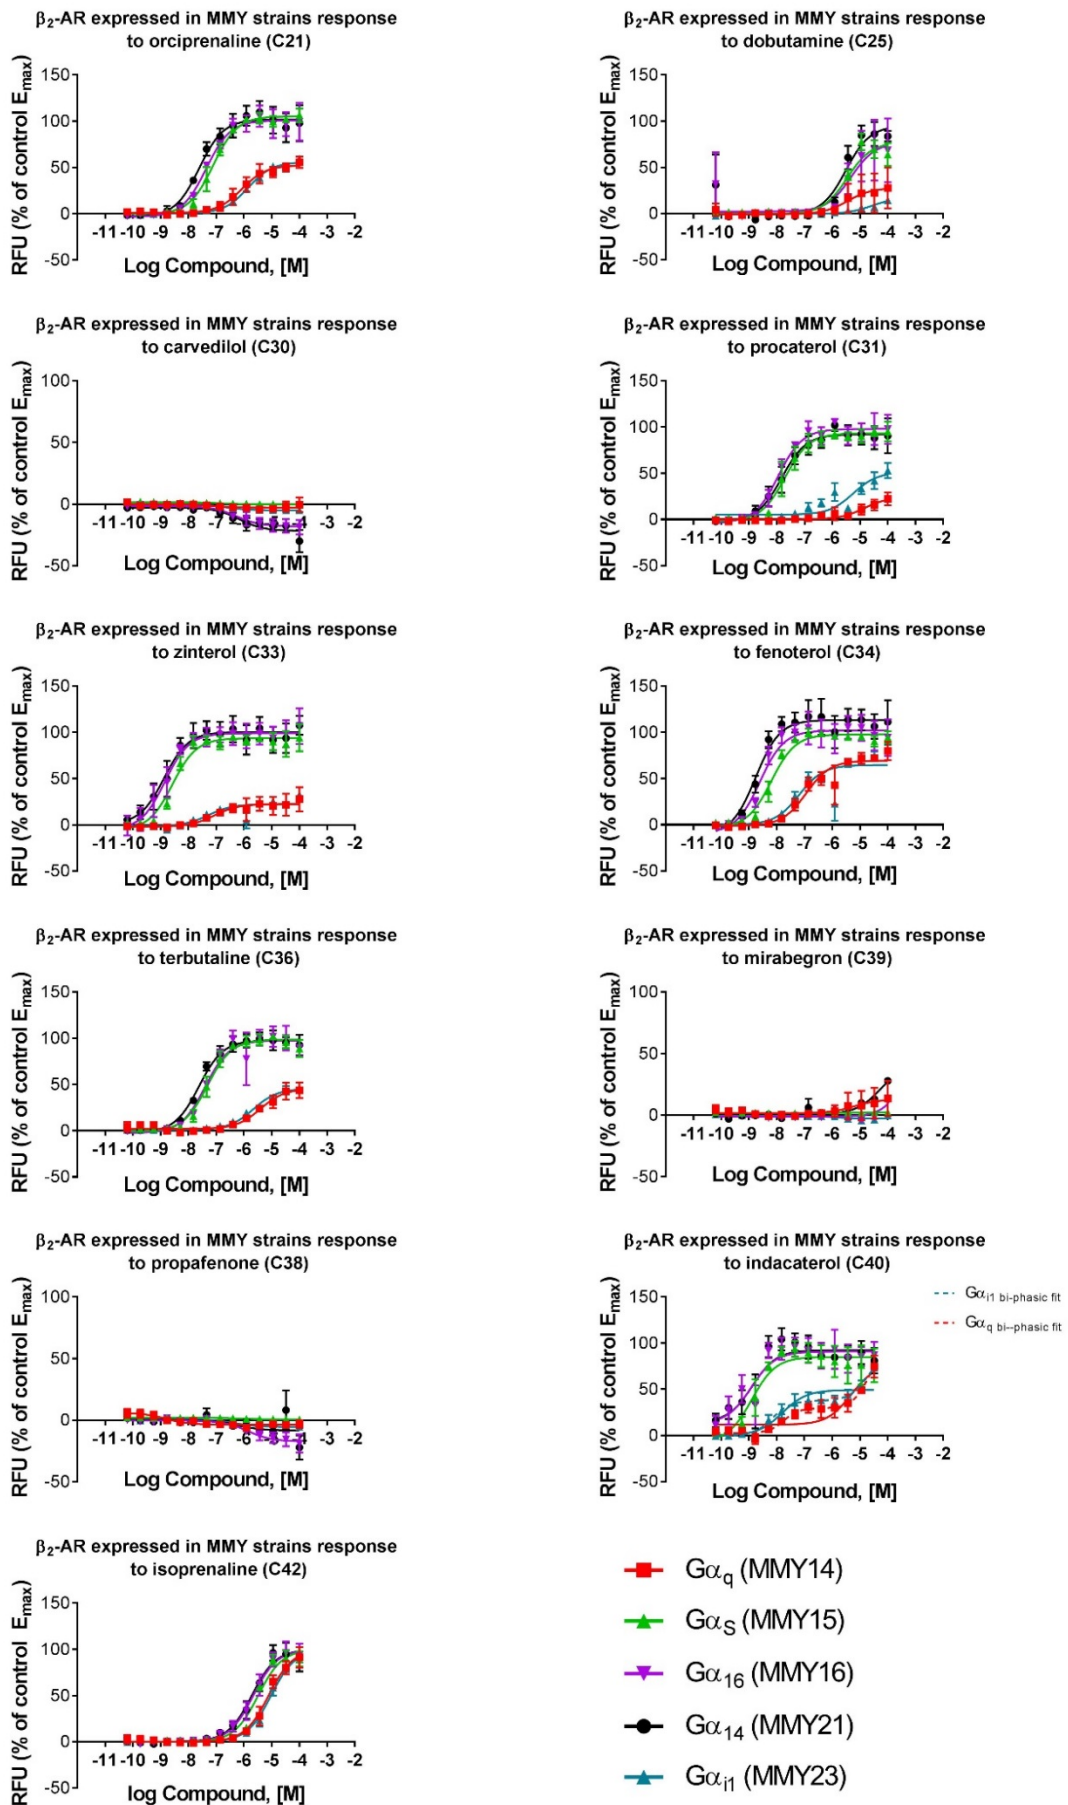 β2-AR expressed in MMY strains response
to orciprenaline (C21)
RFU (% of control Emax)
150
100
50
0
-50
-11 -10 -9 -8 -7 -6 -5 -4 -3 -2
Log Compound, [M]
β2-AR expressed in MMY strains response
to dobutamine (C25)
RFU (% of control Emax)
150
100
50
0
-50
-11 -10 -9 -8 -7 -6 -5 -4 -3 -2
Log Compound, [M]
β2-AR expressed in MMY strains response
to carvedilol (C30)
RFU (% of control Emax)
100
50
0
-50
-11 -10 -9 -8 -7 -6 -5 -4 -3 -2
Log Compound, [M]
β2-AR expressed in MMY strains response
to procaterol (C31)
RFU (% of control Emax)
150
100
50
0
-50
-11 -10 -9 -8 -7 -6 -5 -4 -3 -2
Log Compound, [M]
β2-AR expressed in MMY strains response
to zinterol (C33)
RFU (% of control Emax)
150
100
50
0
-50
-11 -10 -9 -8 -7 -6 -5 -4 -3 -2
Log Compound, [M]
β2-AR expressed in MMY strains response
to fenoterol (C34)
RFU (% of control Emax)
150
100
50
0
-50
-11 -10 -9 -8 -7 -6 -5 -4 -3 -2
Log Compound, [M]
β2-AR expressed in MMY strains response
to terbutaline (C36)
RFU (% of control Emax)
150
100
50
0
-50
-11 -10 -9 -8 -7 -6 -5 -4 -3 -2
Log Compound, [M]
β2-AR expressed in MMY strains response
to mirabegron (C39)
RFU (% of control Emax)
100
50
0
-50
-11 -10 -9 -8 -7 -6 -5 -4 -3 -2
Log Compound, [M]
β2-AR expressed in MMY strains response
to propafenone (C38)
RFU (% of control Emax)
100
50
0
-50
-11 -10 -9 -8 -7 -6 -5 -4 -3 -2
Log Compound, [M]
β2-AR expressed in MMY strains response
to indacaterol (C40)
RFU (% of control Emax)
150
100
50
0
-50
-11 -10 -9 -8 -7 -6 -5 -4 -3 -2
Log Compound, [M]
Gαi1 bi-phasic fit
Gαq bi--phasic fit
β2-AR expressed in MMY strains response
to isoprenaline (C42)
RFU (% of control Emax)
150
100
50
0
-50
-11 -10 -9 -8 -7 -6 -5 -4 -3 -2
log Compound, [M]
Gαq (MMY14)
GαS (MMY15)
Gα16 (MMY16)
Gα14 (MMY21)
Gαi1 (MMY23)